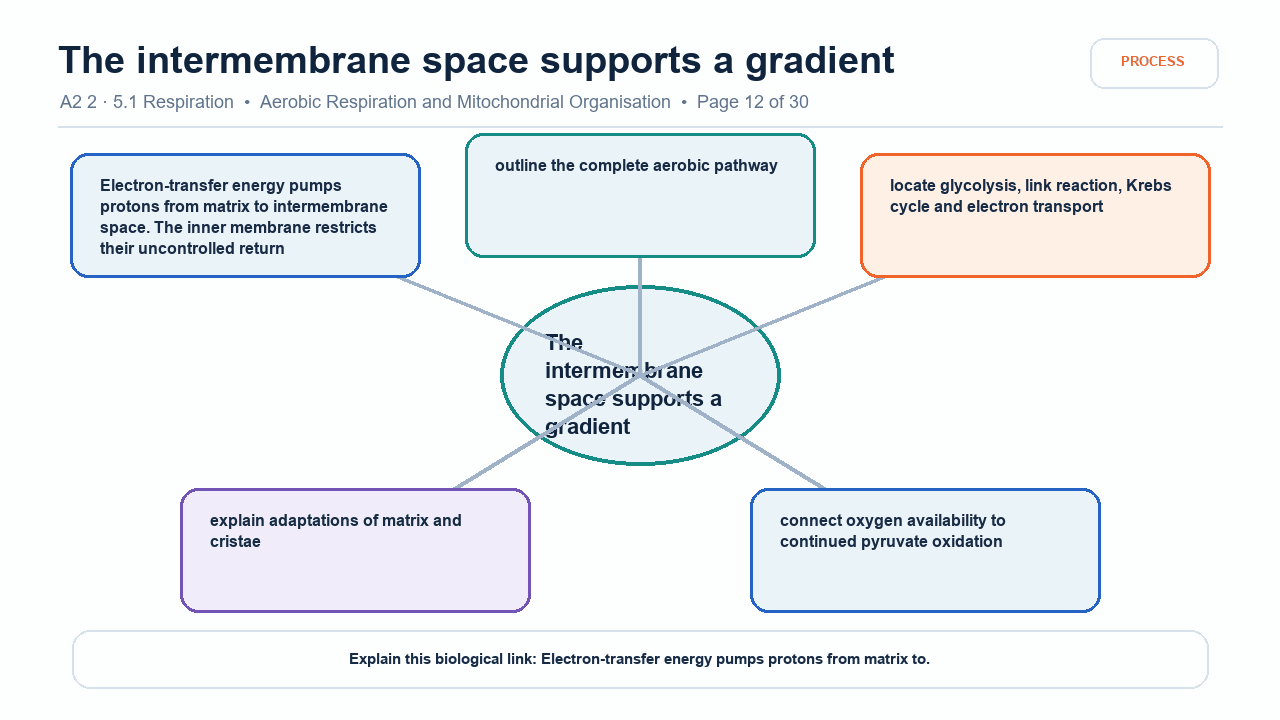 The intermembrane space supports a gradient
PROCESS
A2 2 · 5.1 Respiration • Aerobic Respiration and Mitochondrial Organisation • Page 12 of 30
Electron-transfer energy pumps
protons from matrix to intermembrane
space. The inner membrane restricts
their uncontrolled return
outline the complete aerobic pathway
locate glycolysis, link reaction, Krebs
cycle and electron transport
The
intermembrane
space supports a
gradient
explain adaptations of matrix and
cristae
connect oxygen availability to
continued pyruvate oxidation
Explain this biological link: Electron-transfer energy pumps protons from matrix to.